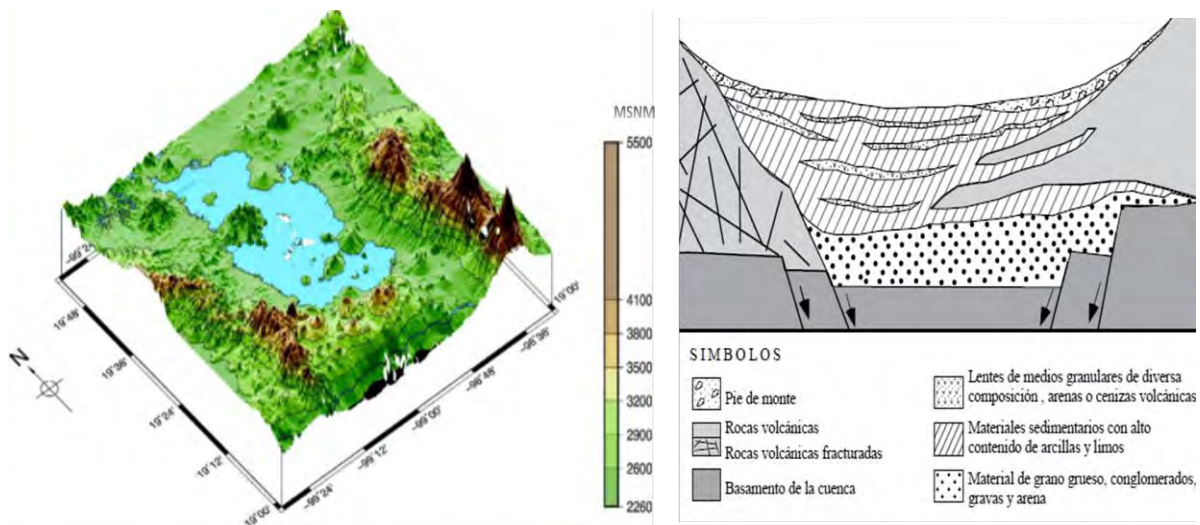 MSNM
5500
4100
3800
3500
3200
2900
2600
2260
19°48'
19°36'
19°24'
19°12'
19°00'
-99°24'
-99°12'
-99°00'
-98°48'
-98°36'
19°00'
N
SIMBOLOS
Pie de monte
Rocas volcánicas
Rocas volcánicas fracturadas
Basamento de la cuenca
Lentes de medios granulares de diversa
composición , arenas o cenizas volcánicas
Materiales sedimentarios con alto
contenido de arcillas y limos
Material de grano grueso, conglomerados,
gravas y arena